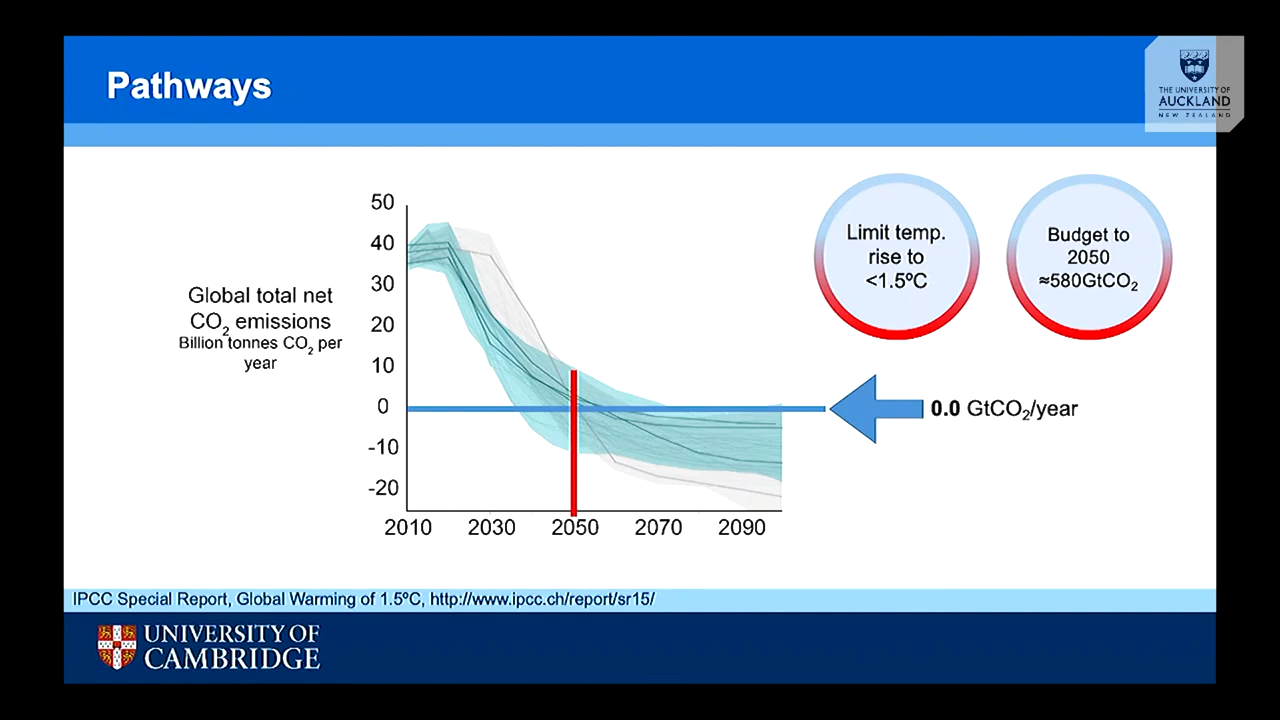 Pathways
THE UNIVERSITY OF
AUCKLAND
NEW ZEALAND
Global total net
CO₂ emissions
Billion tonnes CO₂ per
year
50
40
30
20
10
0
-10
-20
2010 2030 2050 2070 2090
Limit temp.
rise to
<1.5ºC
Budget to
2050
≈580GtCO₂
0.0 GtCO₂/year
IPCC Special Report, Global Warming of 1.5ºC, http://www.ipcc.ch/report/sr15/
UNIVERSITY OF
CAMBRIDGE